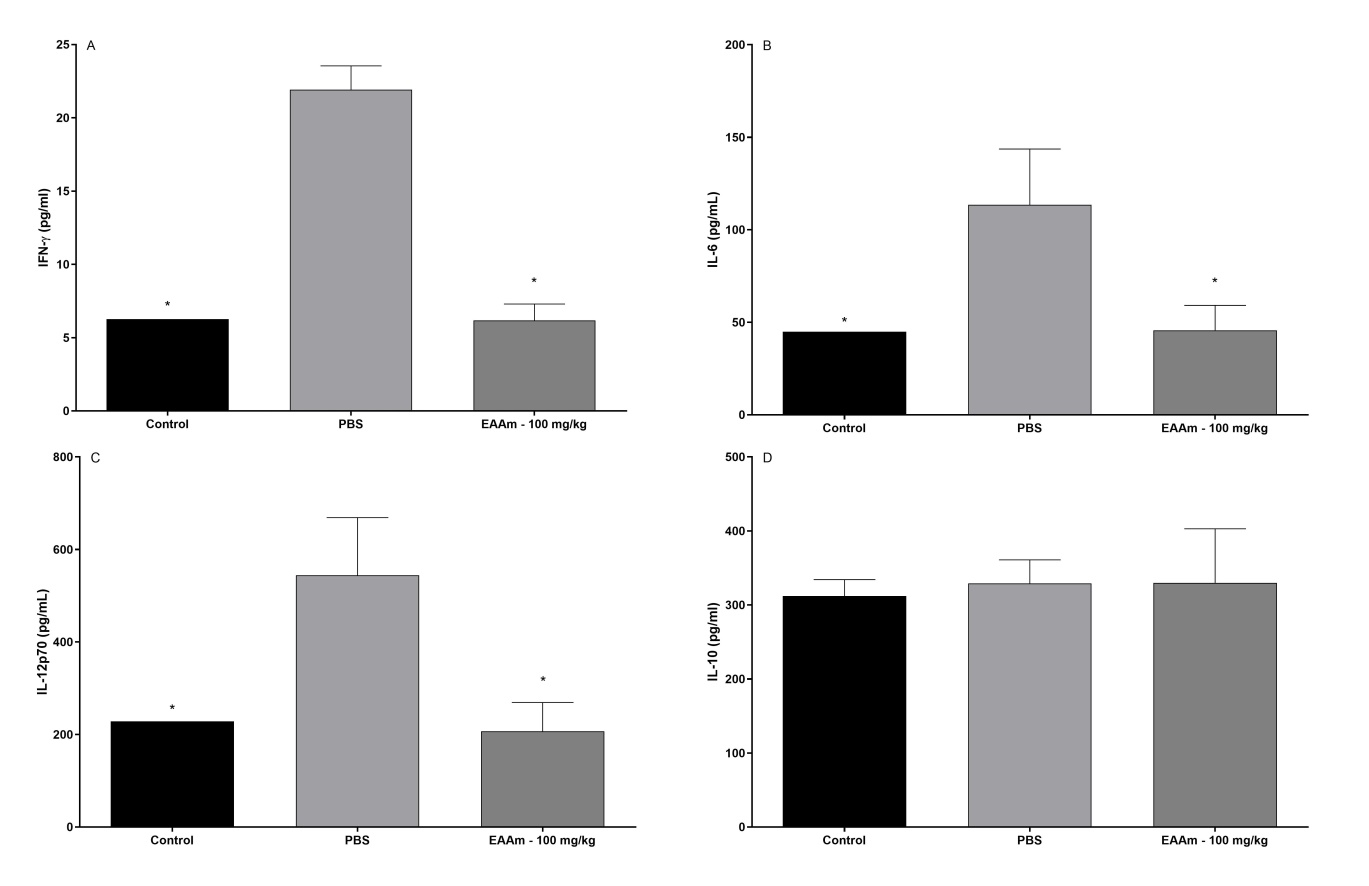 A
25
20
15
10
5
0
IFN-γ (pg/ml)
*
*
Control
PBS
EAAm - 100 mg/kg
B
200
150
100
50
0
IL-6 (pg/mL)
*
*
Control
PBS
EAAm - 100 mg/kg
C
800
600
400
200
0
IL-12p70 (pg/mL)
*
*
Control
PBS
EAAm - 100 mg/kg
D
500
400
300
200
100
0
IL-10 (pg/ml)
Control
PBS
EAAm - 100 mg/kg